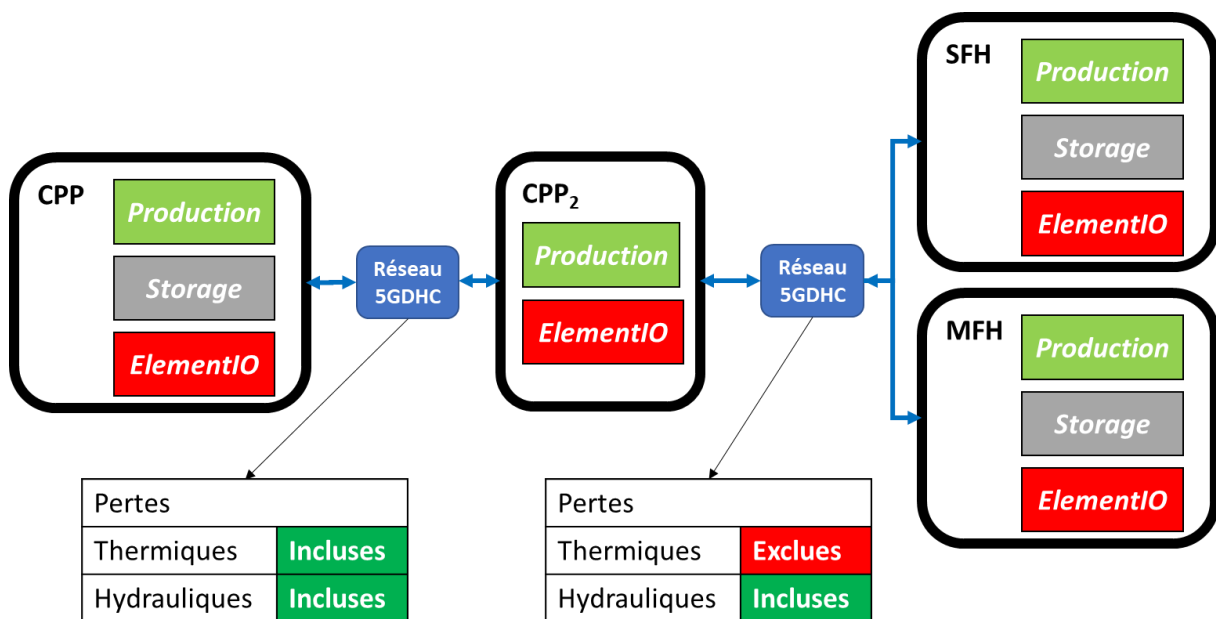 CPP
Production
Storage
ElementIO
Réseau
5GDHC
CPP₂
Production
ElementIO
Réseau
5GDHC
SFH
Production
Storage
ElementIO
MFH
Production
Storage
ElementIO
Pertes
Thermiques Incluses
Hydrauliques Incluses
Pertes
Thermiques Exclues
Hydrauliques Incluses